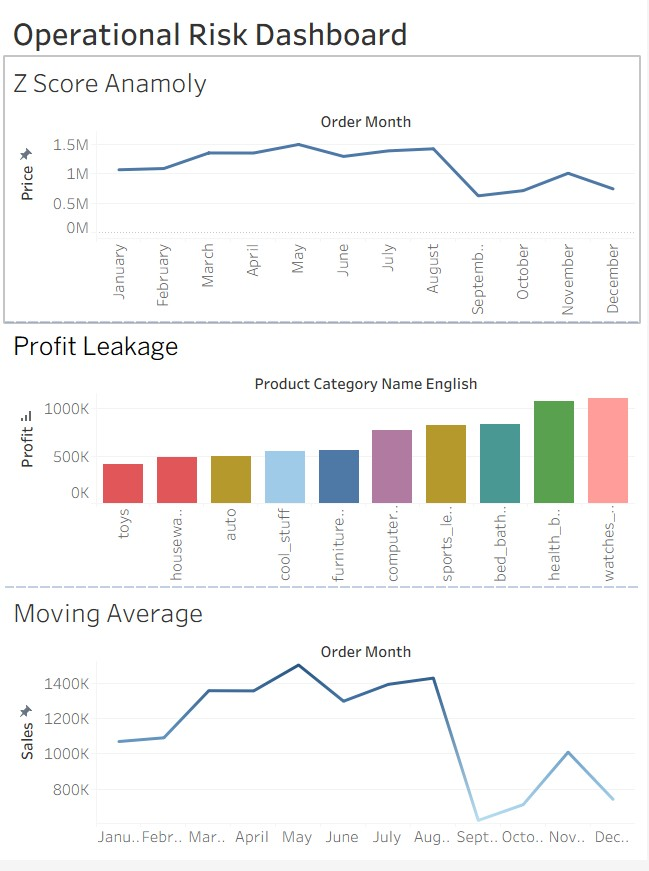 Operational Risk Dashboard
Z Score Anamoly
Order Month
Price
1.5M
1M
0.5M
0M
January
February
March
April
May
June
July
August
Septemb..
October
November
December
Profit Leakage
Product Category Name English
Profit
1000K
500K
0K
toys
housewa..
auto
cool_stuff
furniture..
computer..
sports_le..
bed_bath..
health_b..
watches_..
Moving Average
Order Month
Sales
1400K
1200K
1000K
800K
Janu.. Febr.. Mar.. April May June July Aug.. Sept.. Octo.. Nov.. Dec..